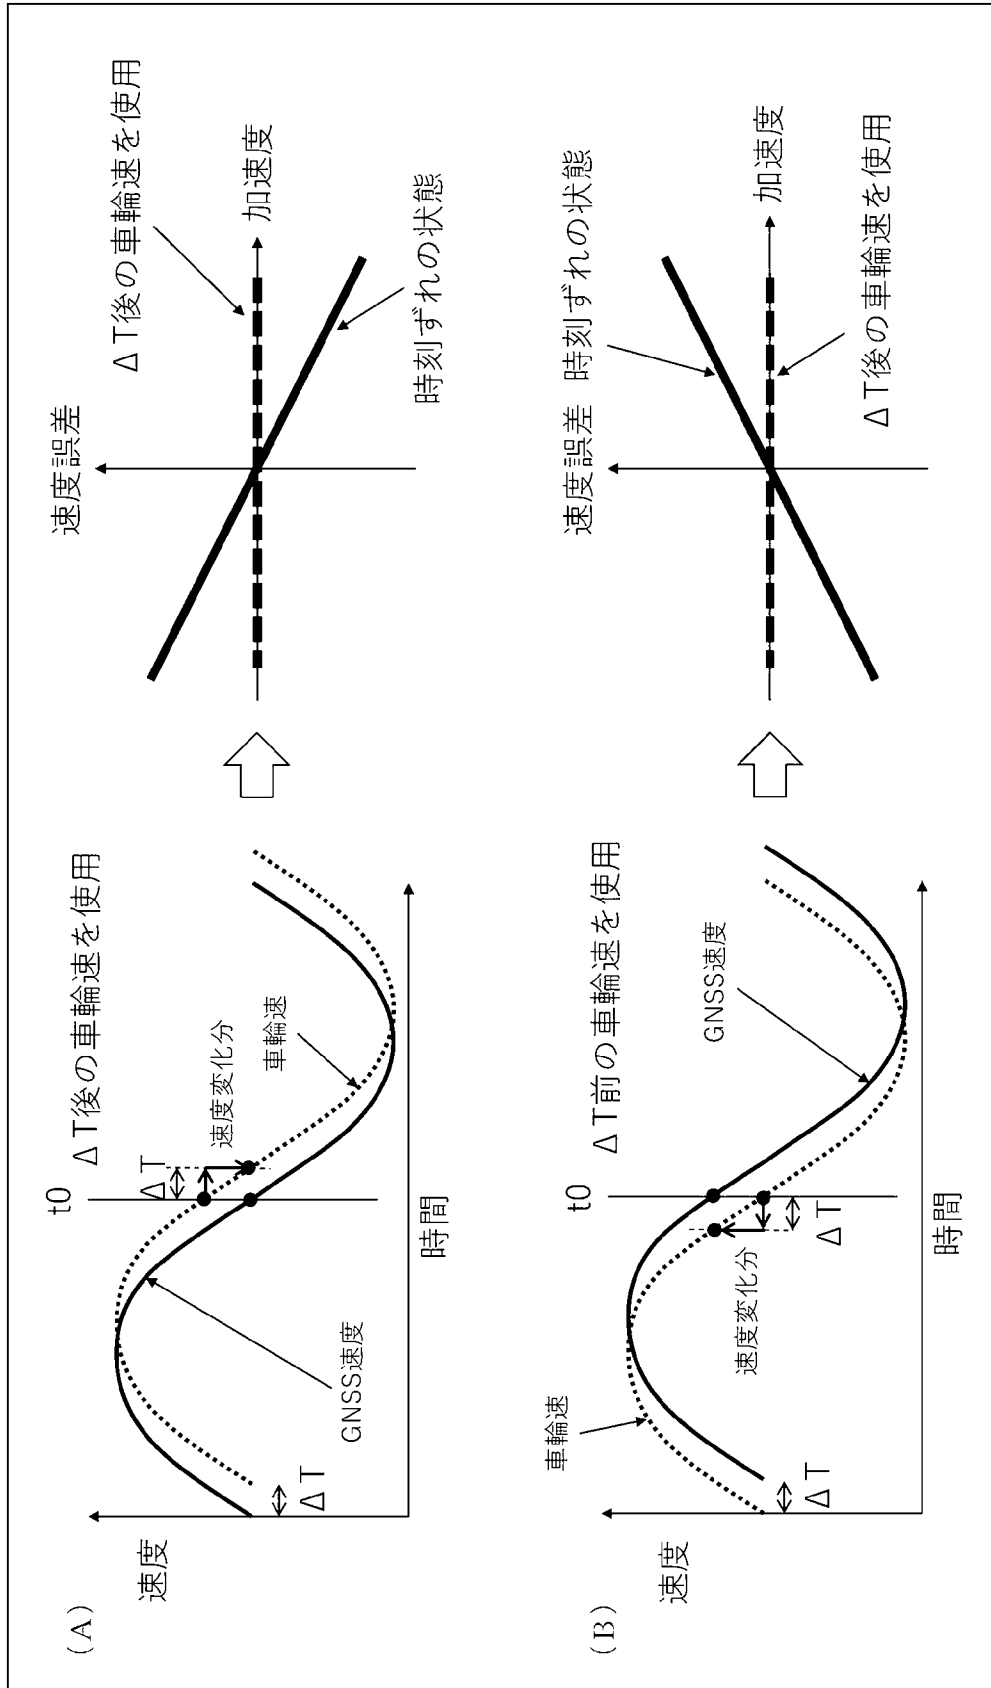 (A)
速度
ΔT
GNSS速度
t0
ΔT
ΔT後の車輪速を使用
速度変化分
車輪速
時間
速度誤差
ΔT後の車輪速を使用
加速度
時刻ずれの状態
(B)
速度
ΔT
車輪速
t0
ΔT前の車輪速を使用
速度変化分
ΔT
GNSS速度
時間
速度誤差
時刻ずれの状態
加速度
ΔT後の車輪速を使用